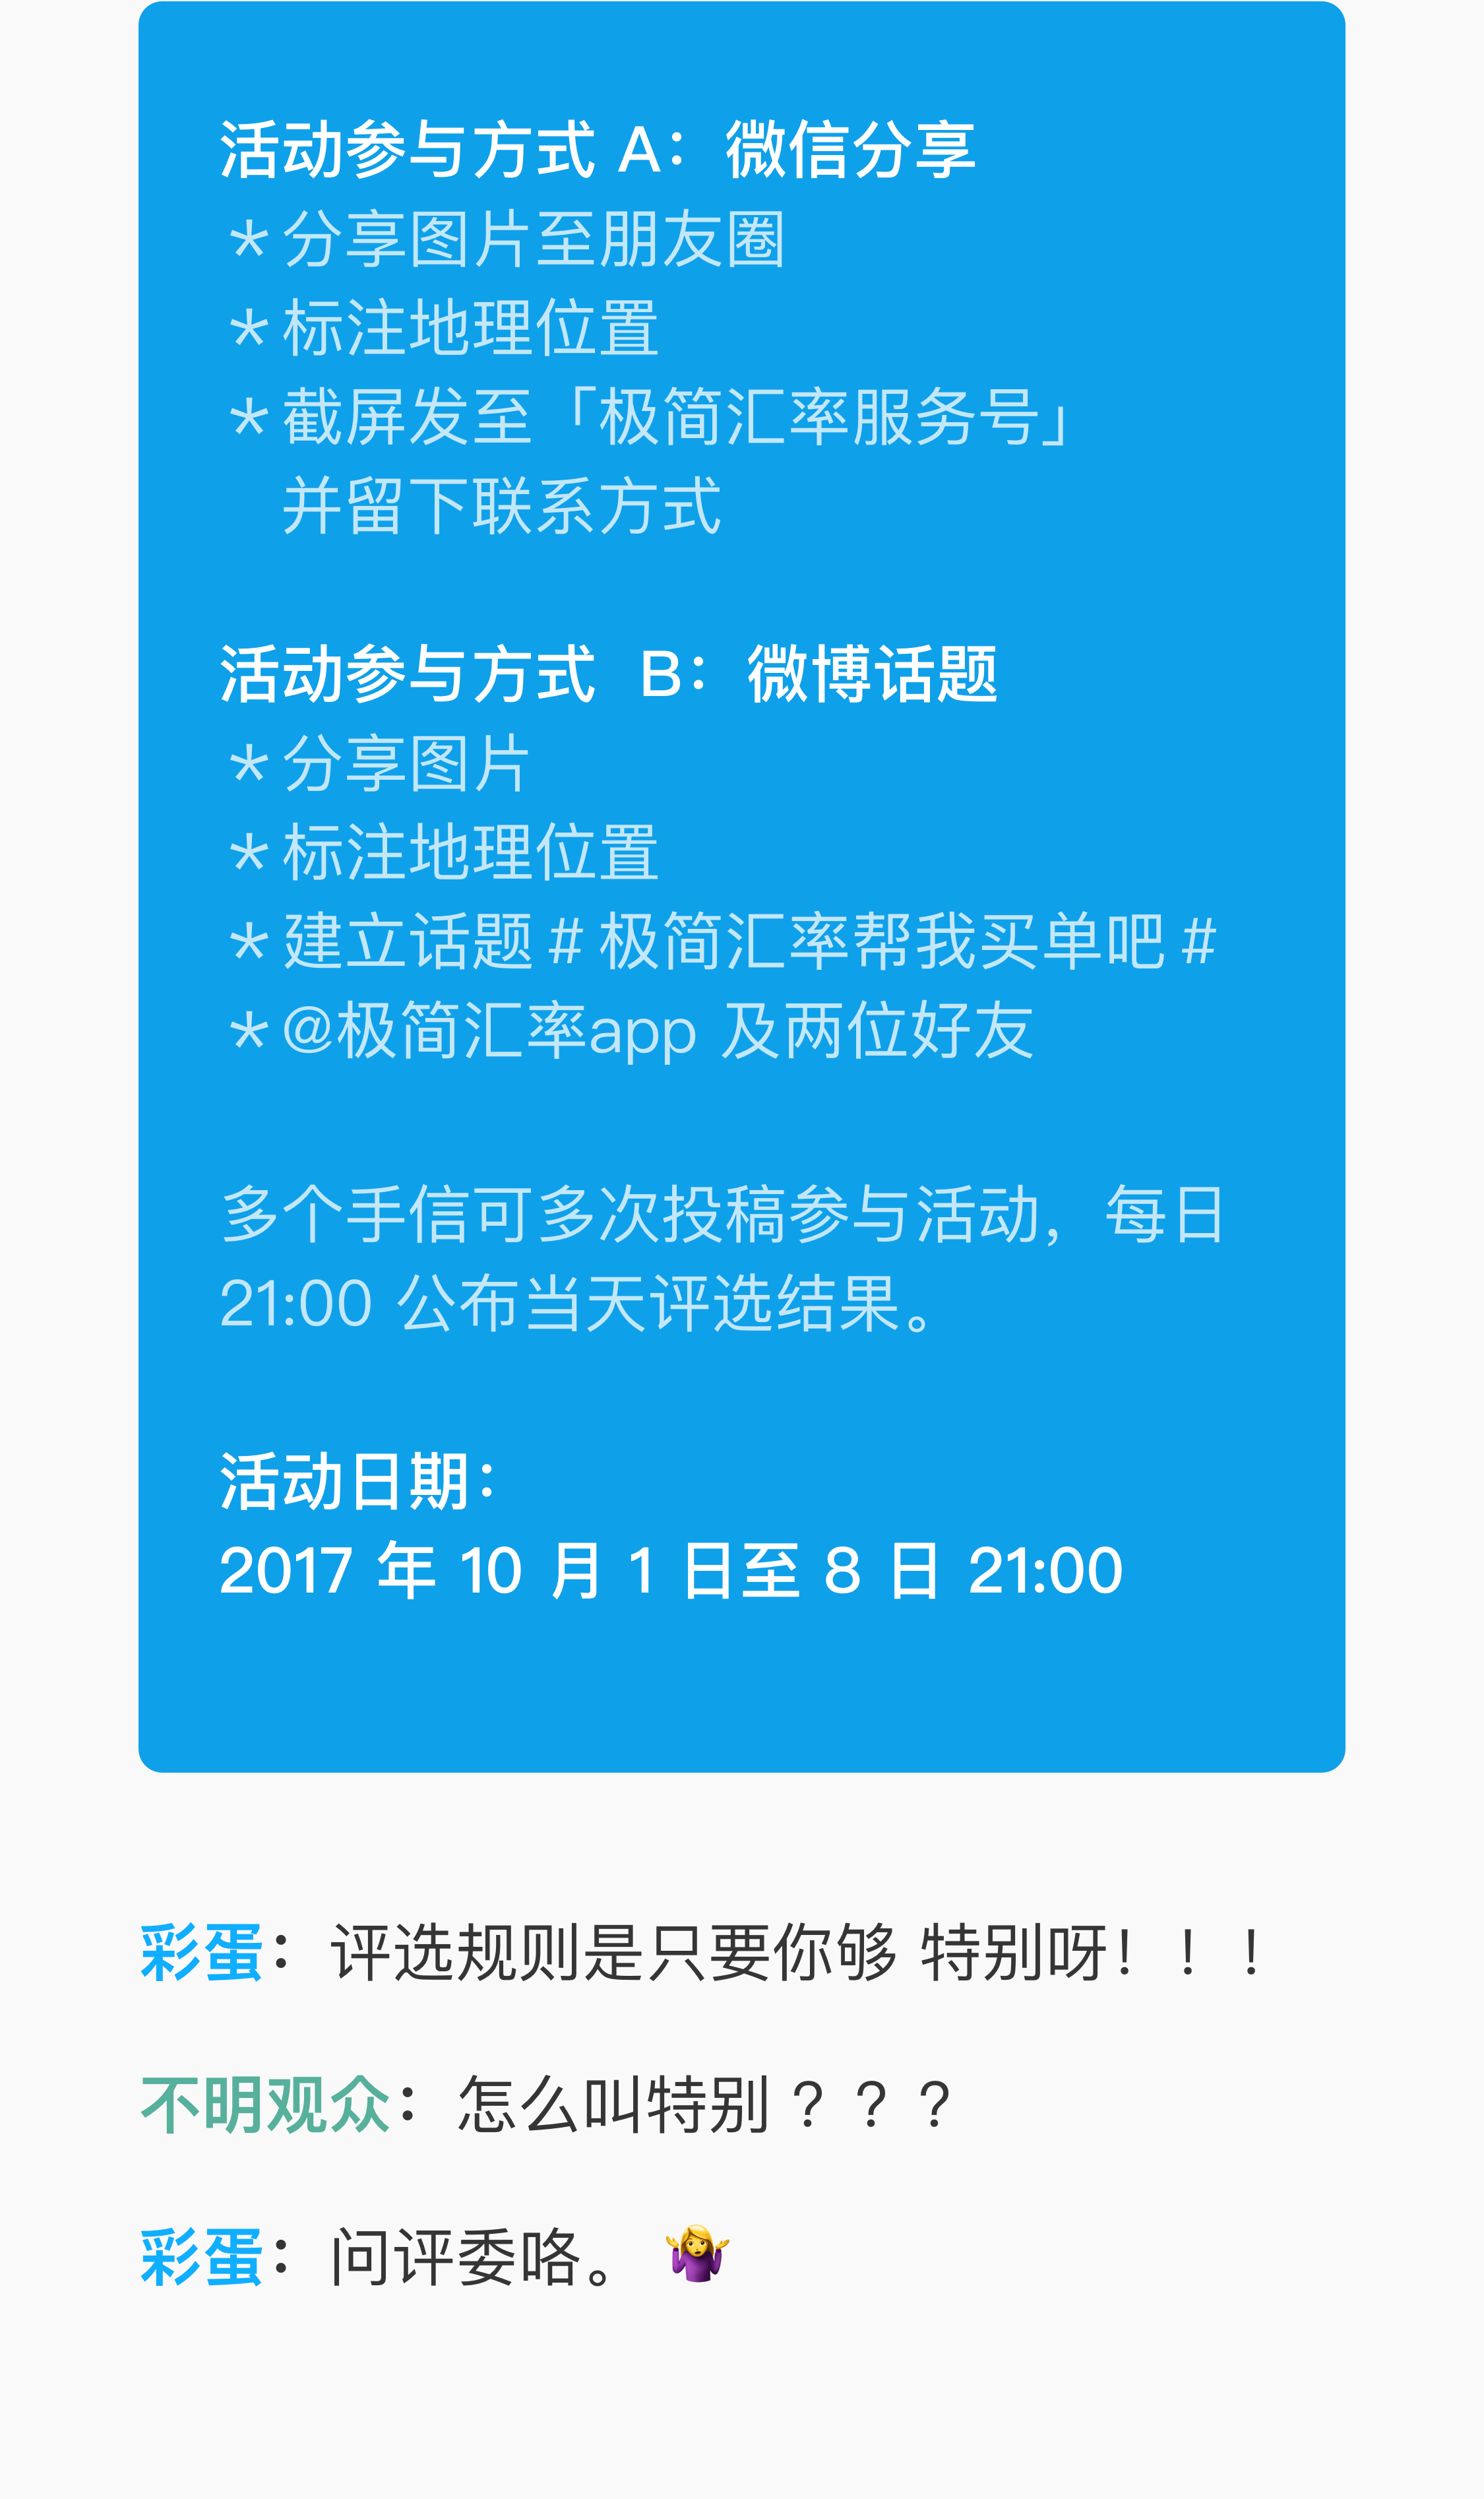 活动参与方式 A：微信分享
* 分享图片至朋友圈
* 标注地理位置
* 截屏发至「极简汇率服务号」
并留下联系方式
活动参与方式 B：微博话题
* 分享图片
* 标注地理位置
* 建立话题 # 极简汇率帮我买单吧 #
* @极简汇率app 及两位好友
多个手信可多次投稿参与活动，每日
21:00 公布当天评选结果。
活动日期：
2017 年 10 月 1 日至 8 日 21:00
彩蛋：评选规则是只要你够特别呀！！！
不明观众：怎么叫特别？？？
彩蛋：问评委咯。🤷‍♀️